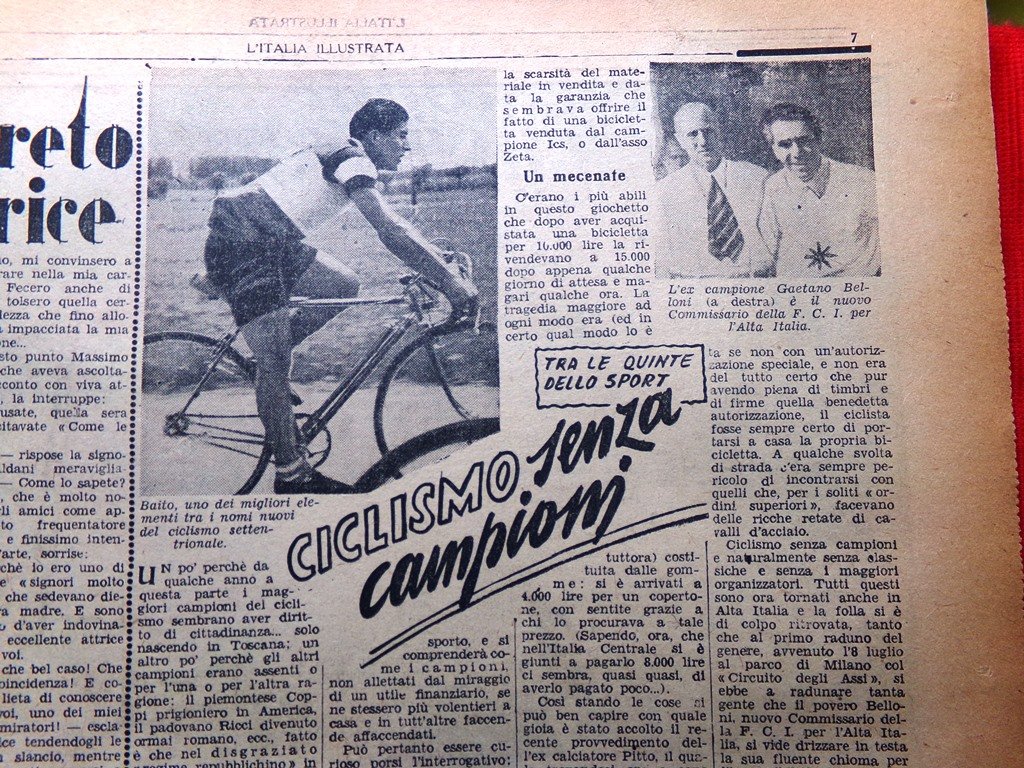 L'ITALIA ILLUSTRATA
7
reto
rice
mi convinsero a
rare nella mia car-
Fecero anche di
tolsero quella cer-
lezza che fino allo-
impacciata la mia
punto Massimo
che aveva ascolta-
conto con viva at-
la interruppe:
quella sera
citavate «Come le
— rispose la signo-
Aldani meraviglia-
— Come lo sapete?
che è molto no-
gli amici come ap-
frequentatore
e finissimo inten-
d'arte, sorrise:
lo ero uno di
«signori molto
che sedevano die-
madre. E sono
d'aver indovina-
eccellente attrice
voi.
che bel caso! Che
coincidenza! E co-
lieta di conoscere
voi, uno dei miei
ammiratori! — escla-
tendendogli le
slancio, mentre
Baito, uno dei migliori ele-
menti tra i nomi nuovi
del ciclismo setten-
trionale.
TRA LE QUINTE
DELLO SPORT
CICLISMO senza
campioni
UN po' perchè da
qualche anno a
questa parte i mag-
giori campioni del cicli-
smo sembrano aver dirit-
to di cittadinanza... solo
nascendo in Toscana; un
altro po' perchè gli altri
campioni erano assenti o
per l'una o per l'altra ra-
gione: il piemontese Cop-
pi prigioniero in America,
il padovano Ricci divenuto
ormai romano, ecc., fatto
è che nel disgraziato
regime repubblichino» in
sporto, e si
comprenderà co-
me i campioni,
non allettati dal miraggio
di un utile finanziario, se
ne stessero più volentieri a
casa e in tutt'altre faccen-
de affaccendati.
Può pertanto essere cu-
rioso porsi l'interrogativo:
la scarsità del mate-
riale in vendita e da-
ta la garanzia che
sembrava offrire il
fatto di una biciclet-
ta venduta dal cam-
pione Ics, o dall'asso
Zeta.
Un mecenate
C'erano i più abili
in questo giochetto
che dopo aver acqui-
stata una bicicletta
per 10.000 lire la ri-
vendevano a 15.000
dopo appena qualche
giorno di attesa e ma-
gari qualche ora. La
tragedia maggiore ad
ogni modo era (ed in
certo qual modo lo è
tuttora) costi-
tuita dalle gom-
me: si è arrivati a
4.000 lire per un coperto-
ne, con sentite grazie a
chi lo procurava a tale
prezzo. (Sapendo, ora, che
nell'Italia Centrale si è
giunti a pagarlo 8.000 lire
ci sembra, quasi quasi, di
averlo pagato poco...).
Così stando le cose si
può ben capire con quale
gioia è stato accolto il re-
cente provvedimento del-
l'ex calciatore Pitto, il qua-
L'ex campione Gaetano Bel-
loni (a destra) è il nuovo
Commissario della F. C. I. per
l'Alta Italia.
ta se non con un'autoriz-
zazione speciale, e non era
del tutto certo che pur
avendo piena di timbri e
di firme quella benedetta
autorizzazione, il ciclista
fosse sempre certo di por-
tarsi a casa la propria bi-
cicletta. A qualche svolta
di strada c'era sempre pe-
ricolo di incontrarsi con
quelli che, per i soliti «or-
dini superiori», facevano
delle ricche retate di ca-
valli d'acciaio.
Ciclismo senza campioni
e naturalmente senza clas-
siche e senza i maggiori
organizzatori. Tutti questi
sono ora tornati anche in
Alta Italia e la folla si è
di colpo ritrovata, tanto
che al primo raduno del
genere, avvenuto l'8 luglio
al parco di Milano col
«Circuito degli Assi», si
ebbe a radunare tanta
gente che il povero Bello-
ni, nuovo Commissario del-
la F. C. I. per l'Alta Ita-
lia, si vide drizzare in testa
la sua fluente chioma per